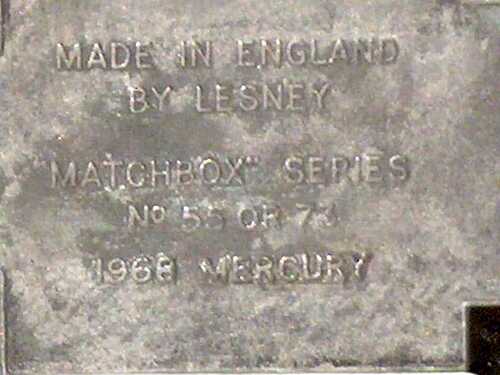 MADE IN ENGLAND
BY LESNEY
MATCHBOX" SERIES
No 55 OR 73
1968 MERCURY